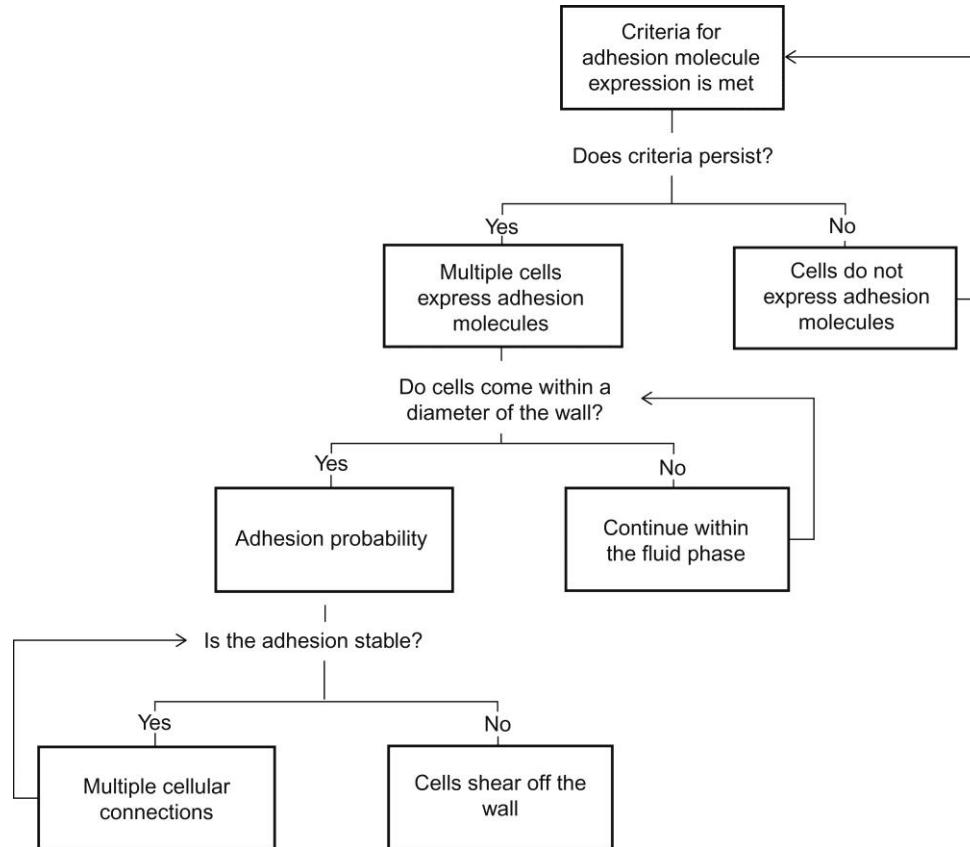 Criteria for
adhesion molecule
expression is met
Does criteria persist?
Yes
No
Multiple cells
express adhesion
molecules
Cells do not
express adhesion
molecules
Do cells come within a
diameter of the wall?
Yes
No
Adhesion probability
Continue within
the fluid phase
Is the adhesion stable?
Yes
No
Multiple cellular
connections
Cells shear off the
wall